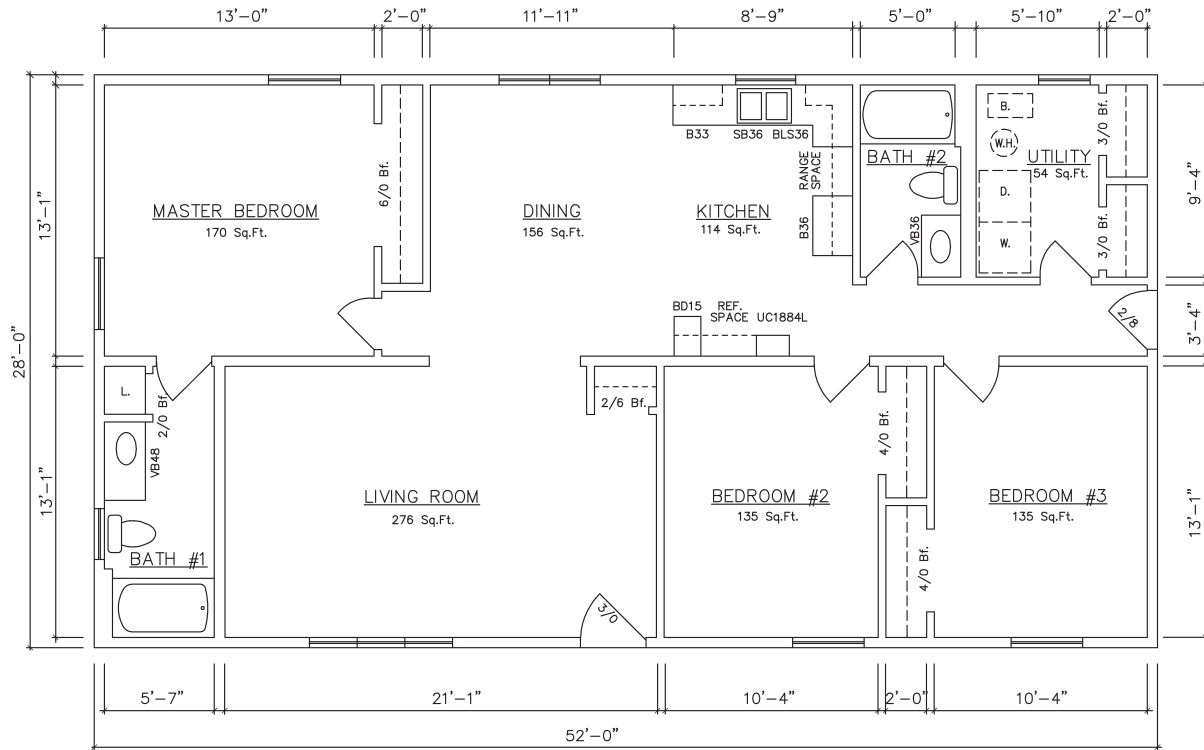 13'-0" 2'-0" 11'-11" 8'-9" 5'-0" 5'-10" 2'-0"
B33 SB36 BLS36
B.
W.H.
3/0 Bf.
BATH #2
UTILITY
54 Sq.Ft.
RANGE
SPACE
6/0 Bf.
13'-1"
9'-4"
MASTER BEDROOM
170 Sq.Ft.
DINING
156 Sq.Ft.
KITCHEN
114 Sq.Ft.
B36
VB36
D.
W.
3/0 Bf.
BD15 REF.
SPACE UC1884L
2/8
3'-4"
28'-0"
L.
2/0 Bf.
2/6 Bf.
4/0 Bf.
VB48
13'-1"
LIVING ROOM
276 Sq.Ft.
BEDROOM #2
135 Sq.Ft.
BEDROOM #3
135 Sq.Ft.
13'-1"
BATH #1
4/0 Bf.
3/0
5'-7" 21'-1" 10'-4" 2'-0" 10'-4"
52'-0"